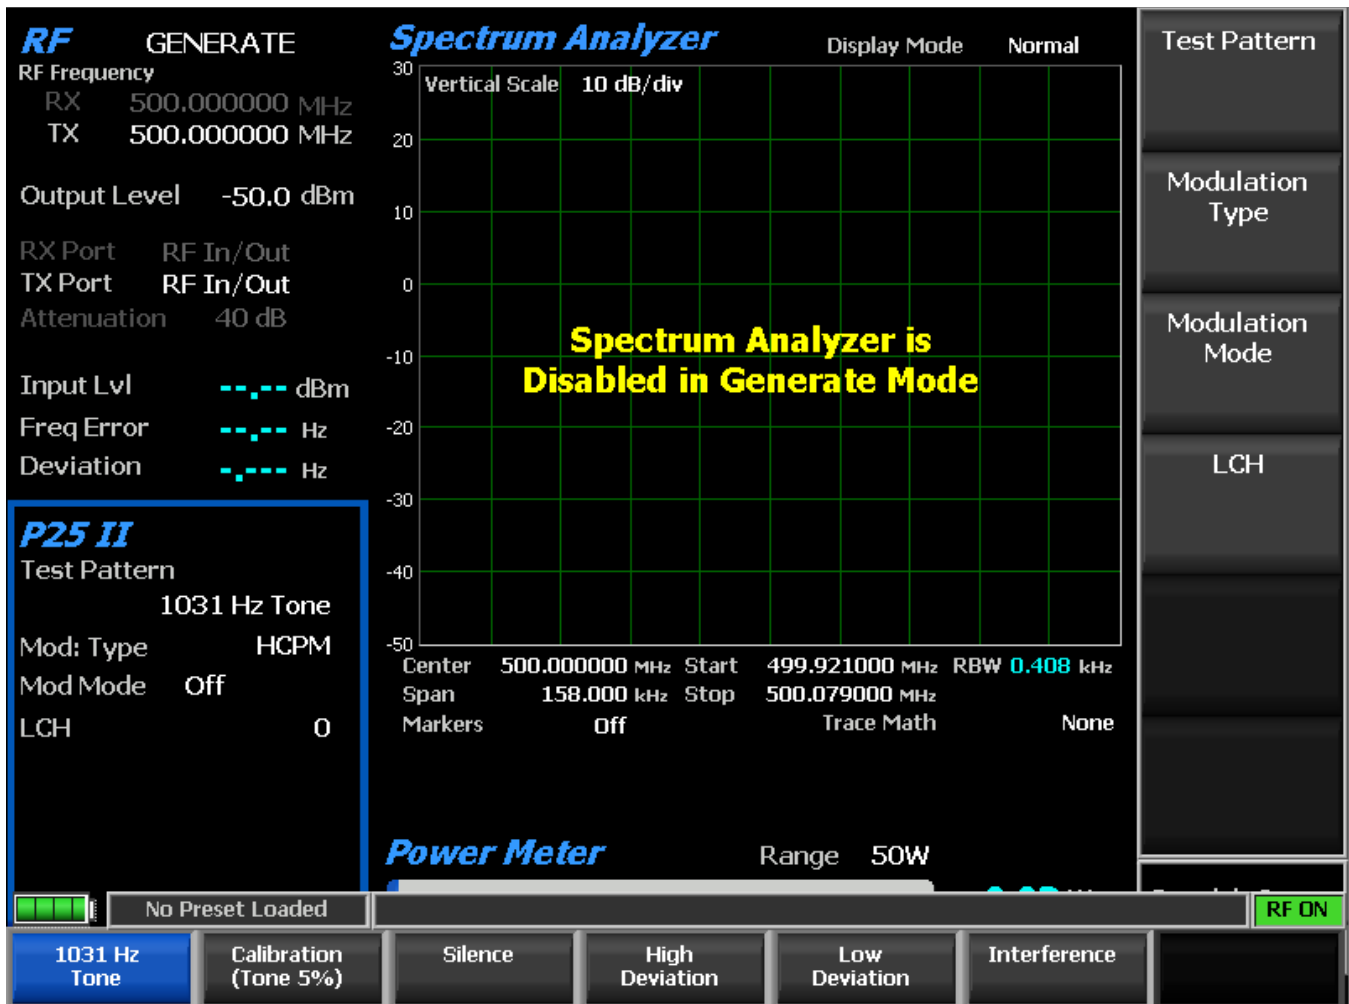 RF GENERATE
RF Frequency
RX 500.000000 MHz
TX 500.000000 MHz
Output Level -50.0 dBm
RX Port RF In/Out
TX Port RF In/Out
Attenuation 40 dB
Input Lvl --.-- dBm
Freq Error --.-- Hz
Deviation -.--- Hz
P25 II
Test Pattern
1031 Hz Tone
Mod: Type HCPM
Mod Mode Off
LCH 0
Spectrum Analyzer Display Mode Normal
Vertical Scale 10 dB/div
30
20
10
0
-10
-20
-30
-40
-50
Spectrum Analyzer is
Disabled in Generate Mode
Center 500.000000 MHz Start 499.921000 MHz RBW 0.408 kHz
Span 158.000 kHz Stop 500.079000 MHz
Markers Off Trace Math None
Power Meter Range 50W
Test Pattern
Modulation
Type
Modulation
Mode
LCH
No Preset Loaded
RF ON
1031 Hz
Tone
Calibration
(Tone 5%)
Silence
High
Deviation
Low
Deviation
Interference